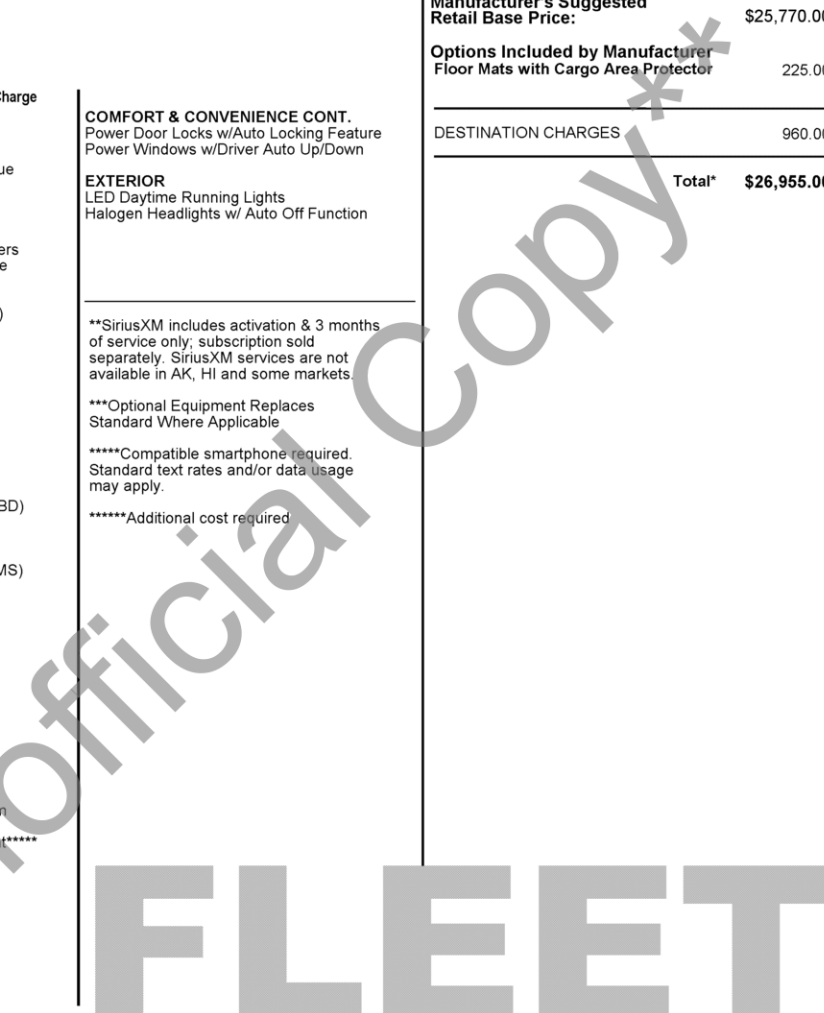 Charge
COMFORT & CONVENIENCE CONT.
Power Door Locks w/Auto Locking Feature
Power Windows w/Driver Auto Up/Down
EXTERIOR
LED Daytime Running Lights
Halogen Headlights w/ Auto Off Function
**SiriusXM includes activation & 3 months
of service only; subscription sold
separately. SiriusXM services are not
available in AK, HI and some markets.
***Optional Equipment Replaces
Standard Where Applicable
*****Compatible smartphone required.
Standard text rates and/or data usage
may apply.
******Additional cost required
Manufacturer's Suggested
Retail Base Price: $25,770.00
Options Included by Manufacturer
Floor Mats with Cargo Area Protector 225.00
DESTINATION CHARGES 960.00
Total* $26,955.00
official Copy**
FLEET